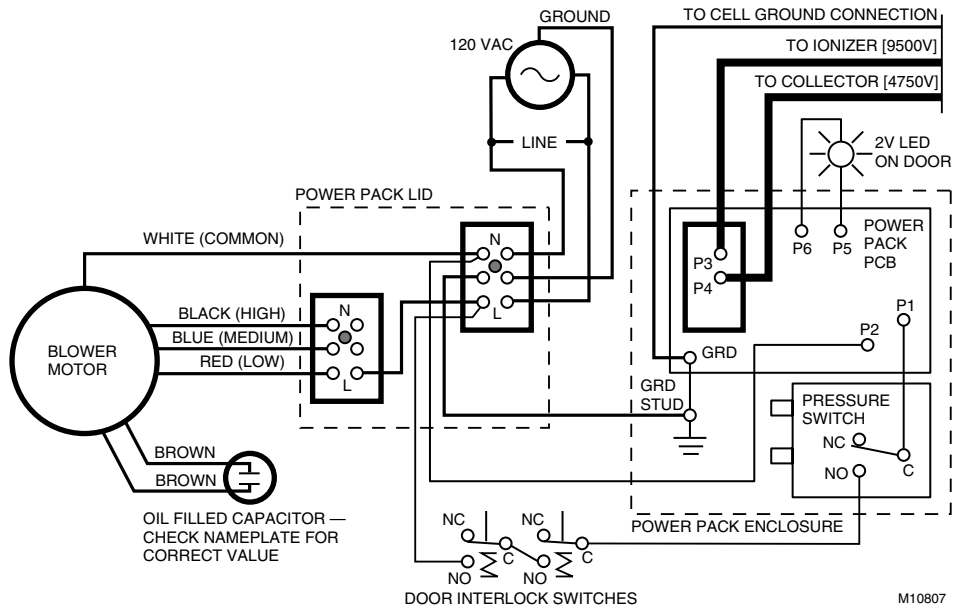 GROUND
TO CELL GROUND CONNECTION
120 VAC
TO IONIZER [9500V]
TO COLLECTOR [4750V]
LINE
2V LED
ON DOOR
POWER PACK LID
WHITE (COMMON)
N
L
P6
P5
POWER
PACK
PCB
P3
P4
BLACK (HIGH)
BLUE (MEDIUM)
RED (LOW)
N
L
BLOWER
MOTOR
P1
P2
GRD
GRD
STUD
PRESSURE
SWITCH
NC
NO
C
BROWN
BROWN
OIL FILLED CAPACITOR —
CHECK NAMEPLATE FOR
CORRECT VALUE
POWER PACK ENCLOSURE
NC
NO
C
NC
NO
C
DOOR INTERLOCK SWITCHES
M10807